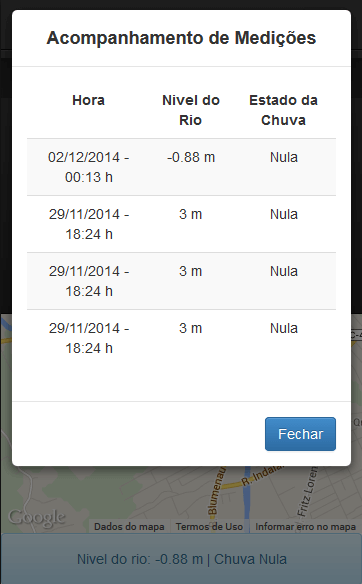 Acompanhamento de Medições
Hora Nivel do Rio Estado da Chuva
02/12/2014 - 00:13 h -0.88 m Nula
29/11/2014 - 18:24 h 3 m Nula
29/11/2014 - 18:24 h 3 m Nula
29/11/2014 - 18:24 h 3 m Nula
Fechar
Blumenau
R. Indaial
Fritz Loren
Google
Dados do mapa Termos de Uso Informar erro no mapa
Nivel do rio: -0.88 m | Chuva Nula